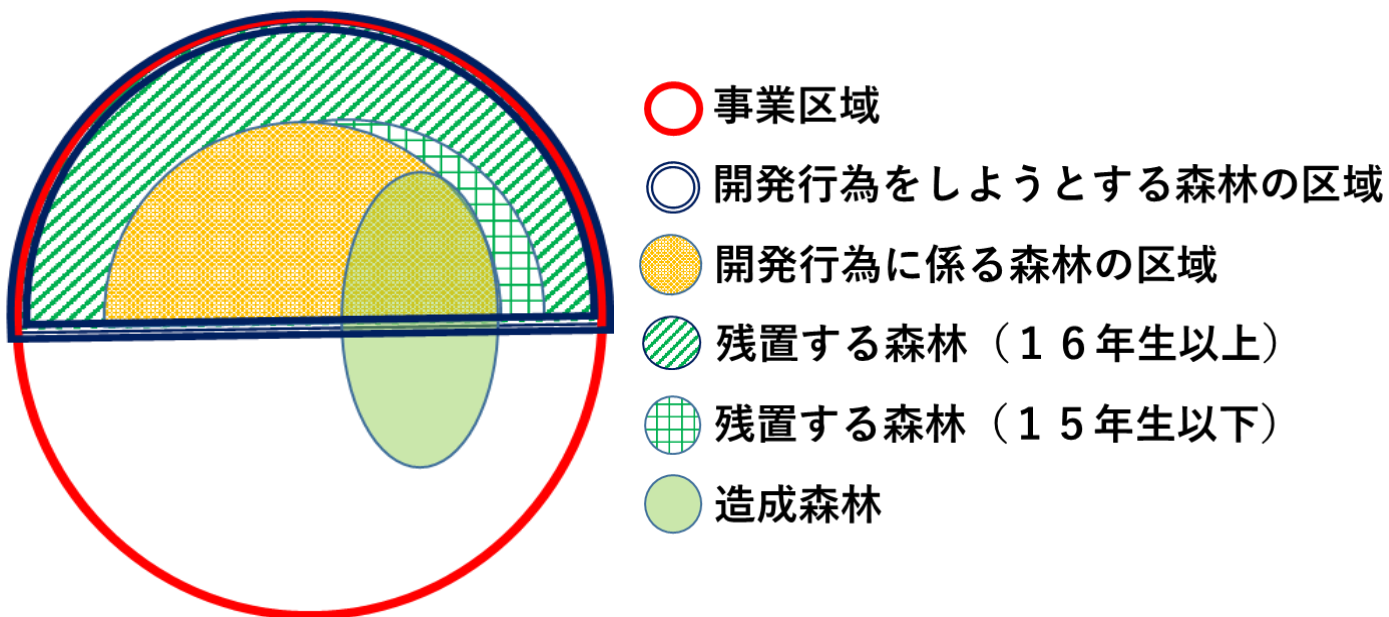 事業区域
開発行為をしようとする森林の区域
開発行為に係る森林の区域
残置する森林（１６年生以上）
残置する森林（１５年生以下）
造成森林